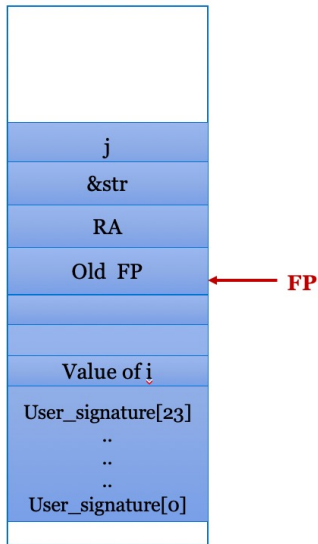 j
&str
RA
Old FP
FP
Value of i
User_signature[23]
..
..
..
User_signature[0]